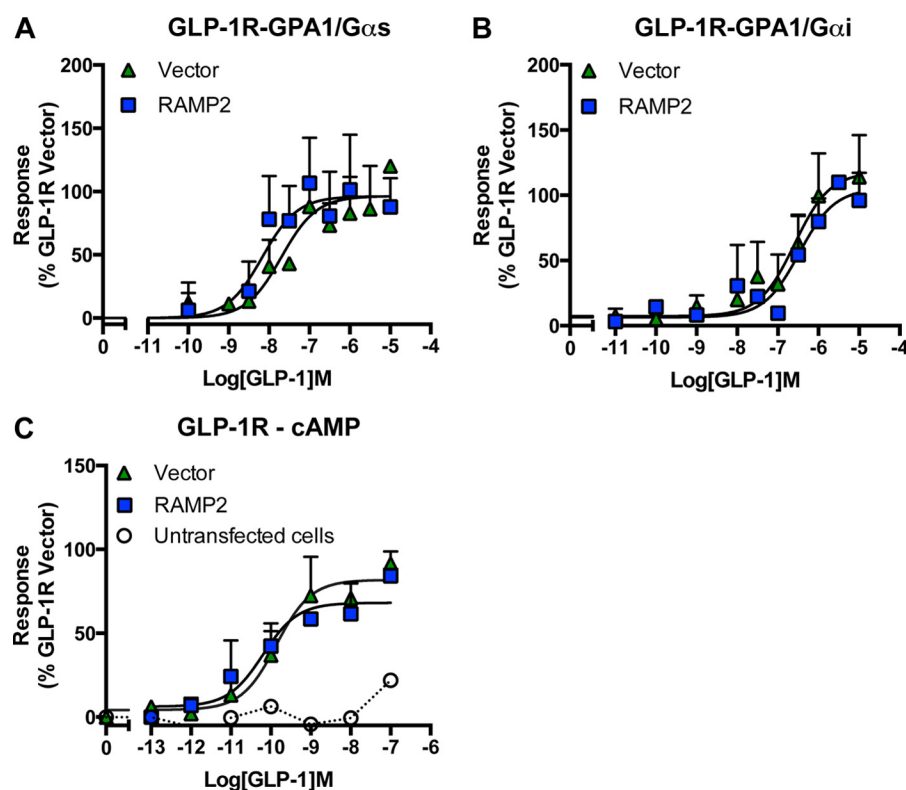 A
GLP-1R-GPA1/Gαs
Response
(% GLP-1R Vector)
200
150
100
50
0
Vector
RAMP2
0
-11
-10
-9
-8
-7
-6
-5
-4
Log[GLP-1]M
B
GLP-1R-GPA1/Gαi
Response
(% GLP-1R Vector)
200
150
100
50
0
Vector
RAMP2
0
-11
-10
-9
-8
-7
-6
-5
-4
Log[GLP-1]M
C
GLP-1R - cAMP
Response
(% GLP-1R Vector)
150
100
50
0
Vector
RAMP2
Untransfected cells
0
-13
-12
-11
-10
-9
-8
-7
-6
Log[GLP-1]M